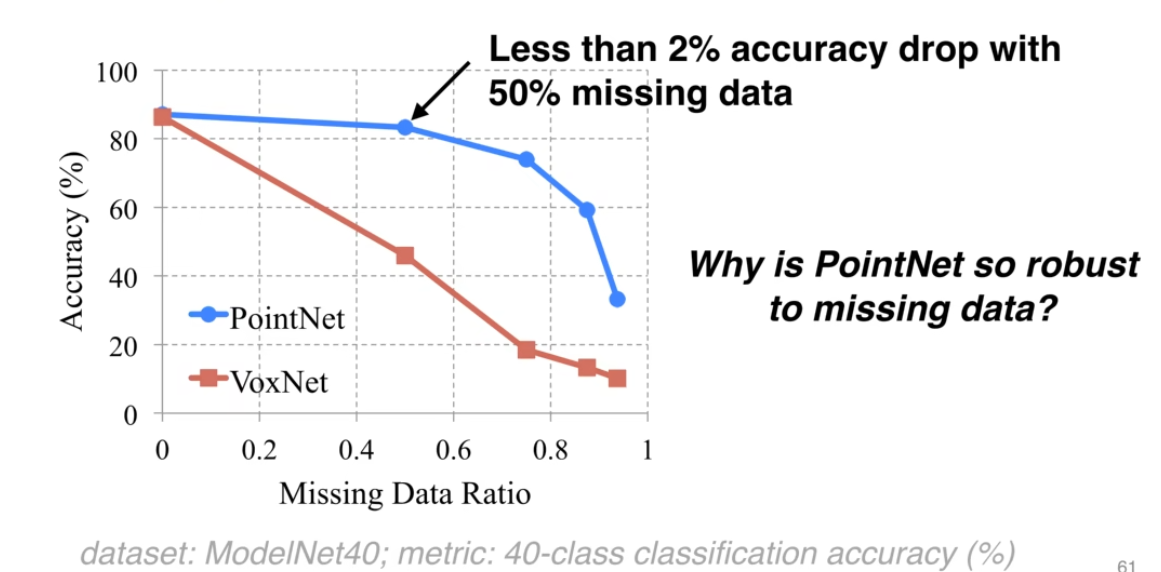 Less than 2% accuracy drop with
50% missing data
100
80
60
40
20
0
Accuracy (%)
PointNet
VoxNet
0 0.2 0.4 0.6 0.8 1
Missing Data Ratio
Why is PointNet so robust
to missing data?
dataset: ModelNet40; metric: 40-class classification accuracy (%)
61